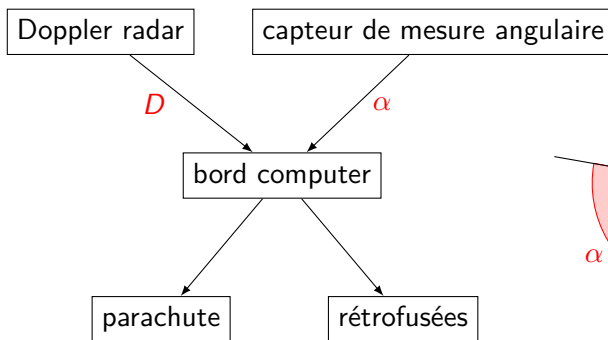 Doppler radar
capteur de mesure angulaire
D
α
bord computer
α
parachute
rétrofusées